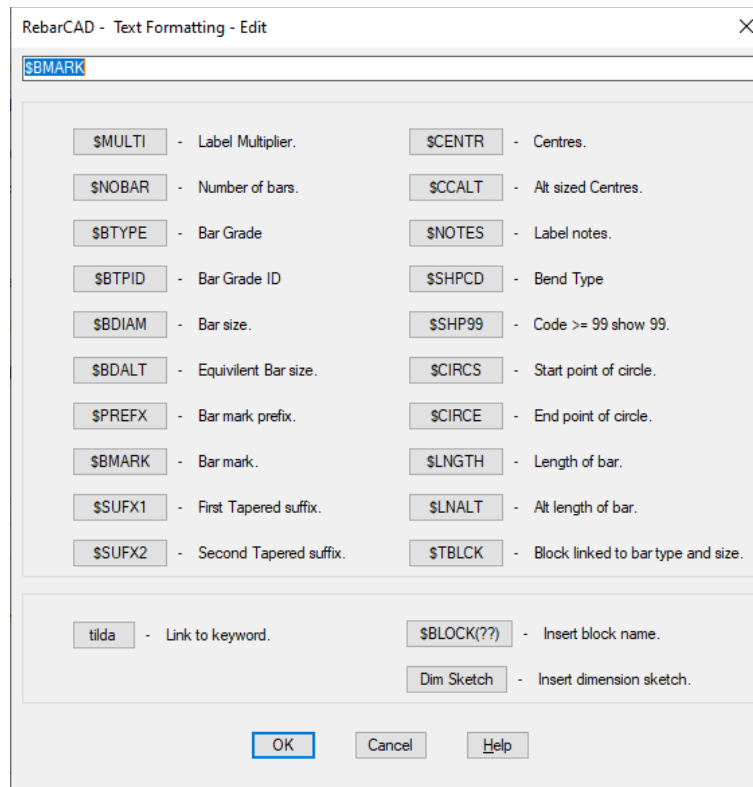 RebarCAD - Text Formatting - Edit
$BMARK
$MULTI - Label Multiplier. $CENTR - Centres.
$NOBAR - Number of bars. $CCALT - Alt sized Centres.
$BTYPE - Bar Grade $NOTES - Label notes.
$BTPID - Bar Grade ID $SHPCD - Bend Type
$BDIAM - Bar size. $SHP99 - Code >= 99 show 99.
$BDALT - Equivilent Bar size. $CIRCS - Start point of circle.
$PREFX - Bar mark prefix. $CIRCE - End point of circle.
$BMARK - Bar mark. $LNGTH - Length of bar.
$SUFX1 - First Tapered suffix. $LNALT - Alt length of bar.
$SUFX2 - Second Tapered suffix. $TBLCK - Block linked to bar type and size.
tilda - Link to keyword. $BLOCK(??) - Insert block name.
Dim Sketch - Insert dimension sketch.
OK Cancel Help